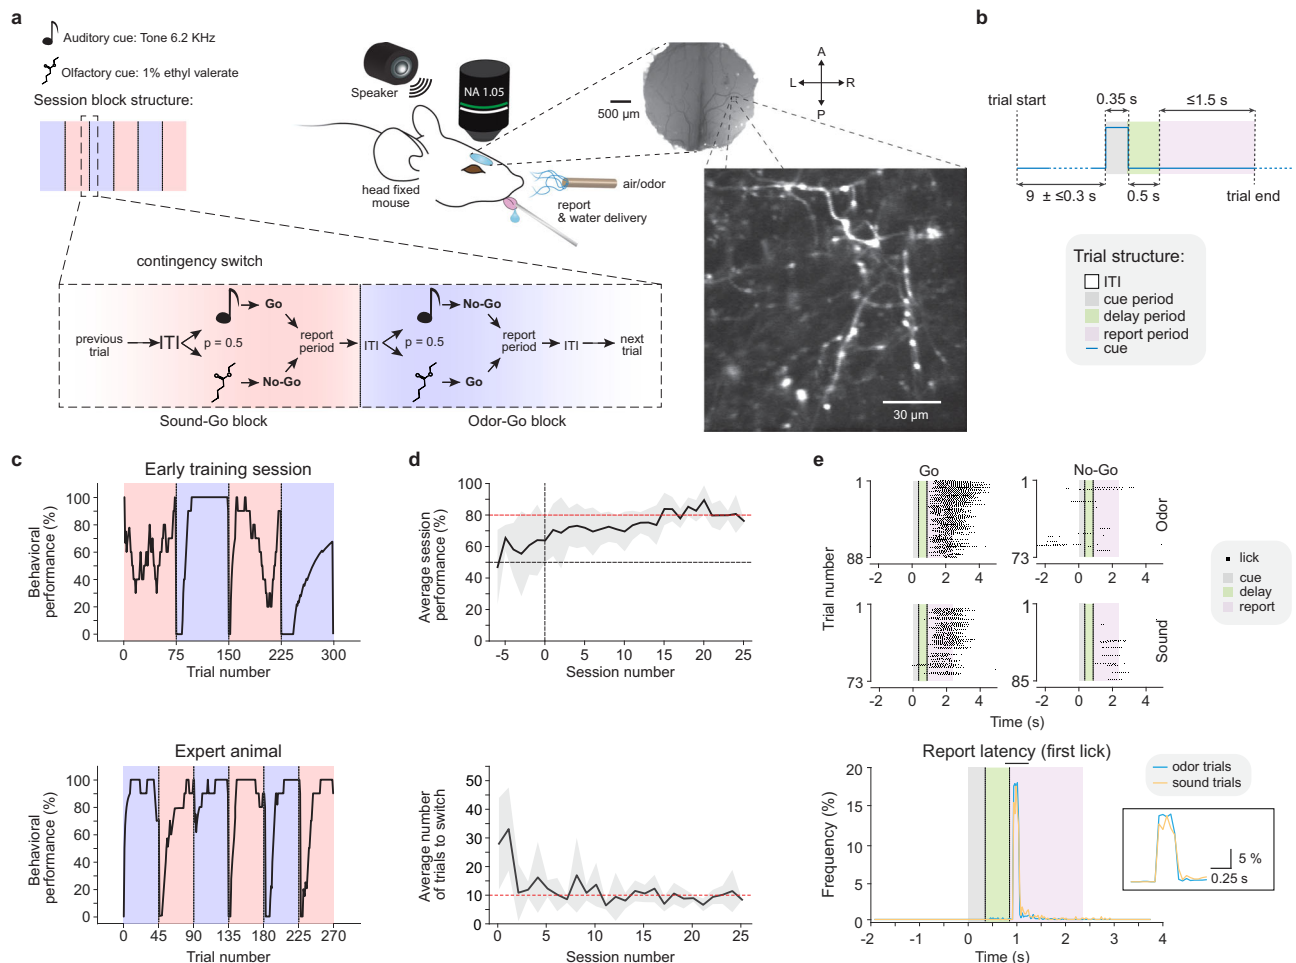 a
Auditory cue: Tone 6.2 KHz
Olfactory cue: 1% ethyl valerate
Session block structure:
Speaker
NA 1.05
500 µm
A
L
R
P
head fixed
mouse
air/odor
report
& water delivery
30 µm
contingency switch
previous
trial
ITI
p = 0.5
Go
No-Go
report
period
ITI
p = 0.5
No-Go
Go
report
period
ITI
next
trial
Sound-Go block
Odor-Go block
b
trial start
0.35 s
≤1.5 s
9 ± ≤0.3 s
0.5 s
trial end
Trial structure:
ITI
cue period
delay period
report period
cue
c
Early training session
Behavioral
performance (%)
100
80
60
40
20
0
0 75 150 225 300
Trial number
Expert animal
Behavioral
performance (%)
100
80
60
40
20
0
0 45 90 135 180 225 270
Trial number
d
Average session
performance (%)
100
80
60
40
20
0
-5 0 5 10 15 20 25
Session number
Average number
of trials to switch
50
40
30
20
10
0
0 5 10 15 20 25
Session number
e
Go
No-Go
Trial number
1
88
-2 0 2 4
1
73
-2 0 2 4
Odor
1
73
-2 0 2 4
1
85
-2 0 2 4
Sound
Time (s)
lick
cue
delay
report
Report latency (first lick)
Frequency (%)
20
15
10
5
0
-2 -1 0 1 2 3 4
Time (s)
odor trials
sound trials
5 %
0.25 s